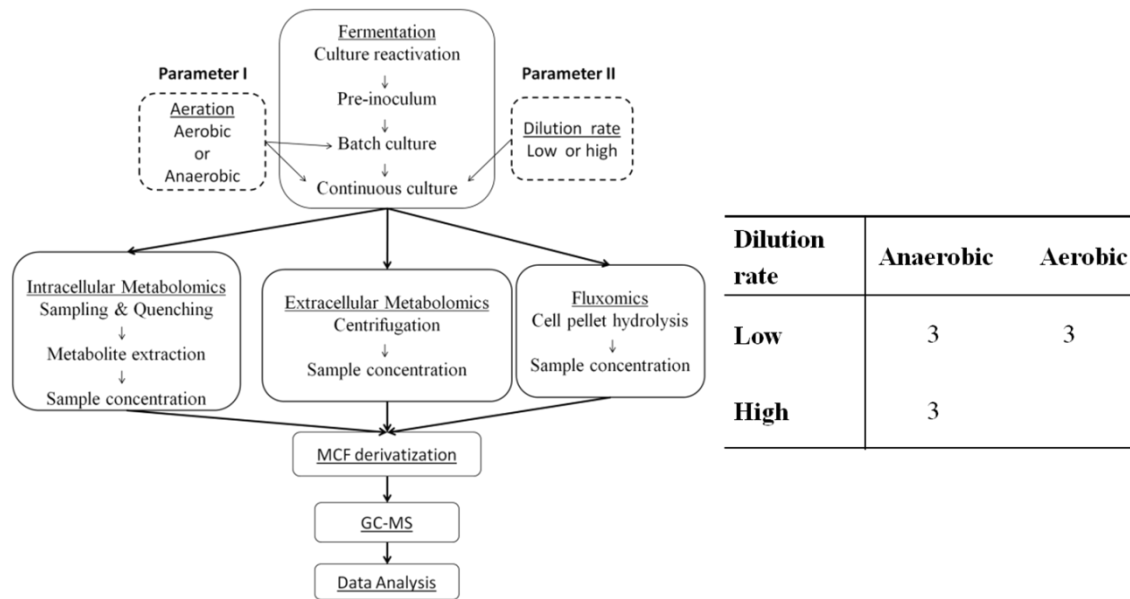 Fermentation
Culture reactivation
Pre-inoculum
Batch culture
Continuous culture
Parameter I
Aeration
Aerobic
or
Anaerobic
Parameter II
Dilution rate
Low or high
Intracellular Metabolomics
Sampling & Quenching
Metabolite extraction
Sample concentration
Extracellular Metabolomics
Centrifugation
Sample concentration
Fluxomics
Cell pellet hydrolysis
Sample concentration
MCF derivatization
GC-MS
Data Analysis
Dilution
rate
Anaerobic Aerobic
Low 3 3
High 3